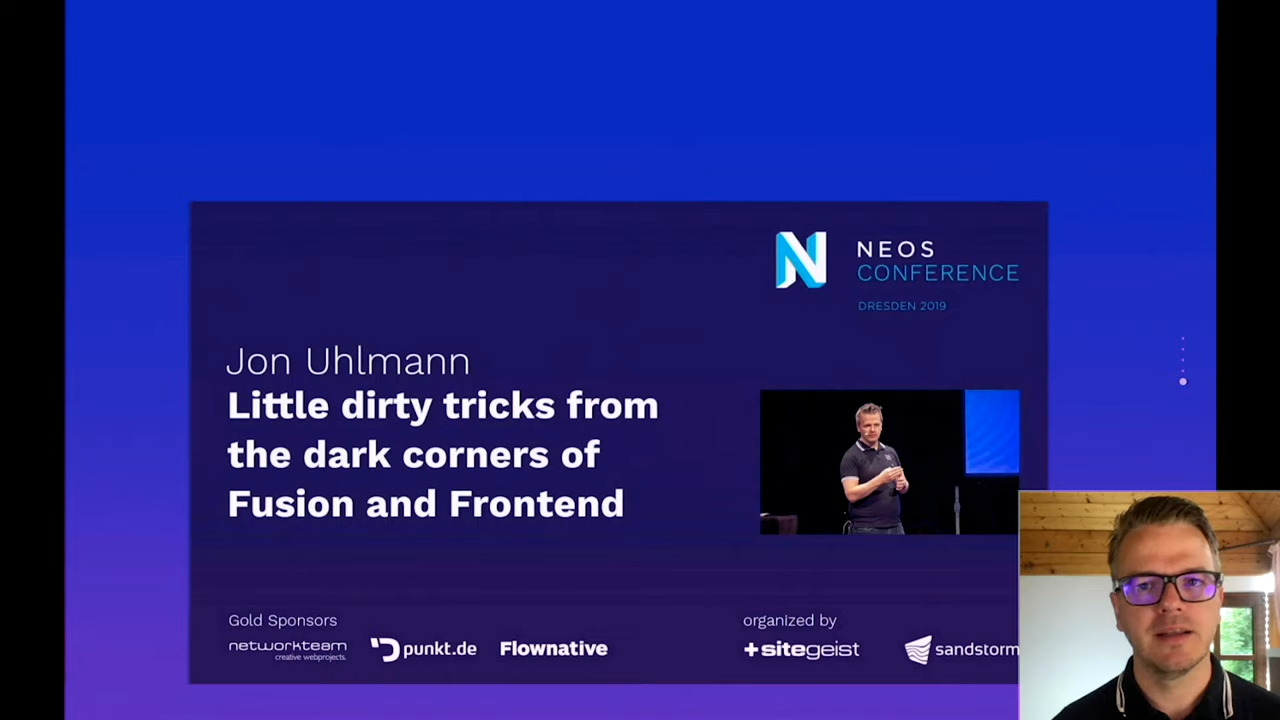 NEOS
CONFERENCE
DRESDEN 2019
Jon Uhlmann
Little dirty tricks from
the dark corners of
Fusion and Frontend
Gold Sponsors
organized by
networkteam
creative webprojects.
punkt.de
Flownative
sitegeist
sandstorm